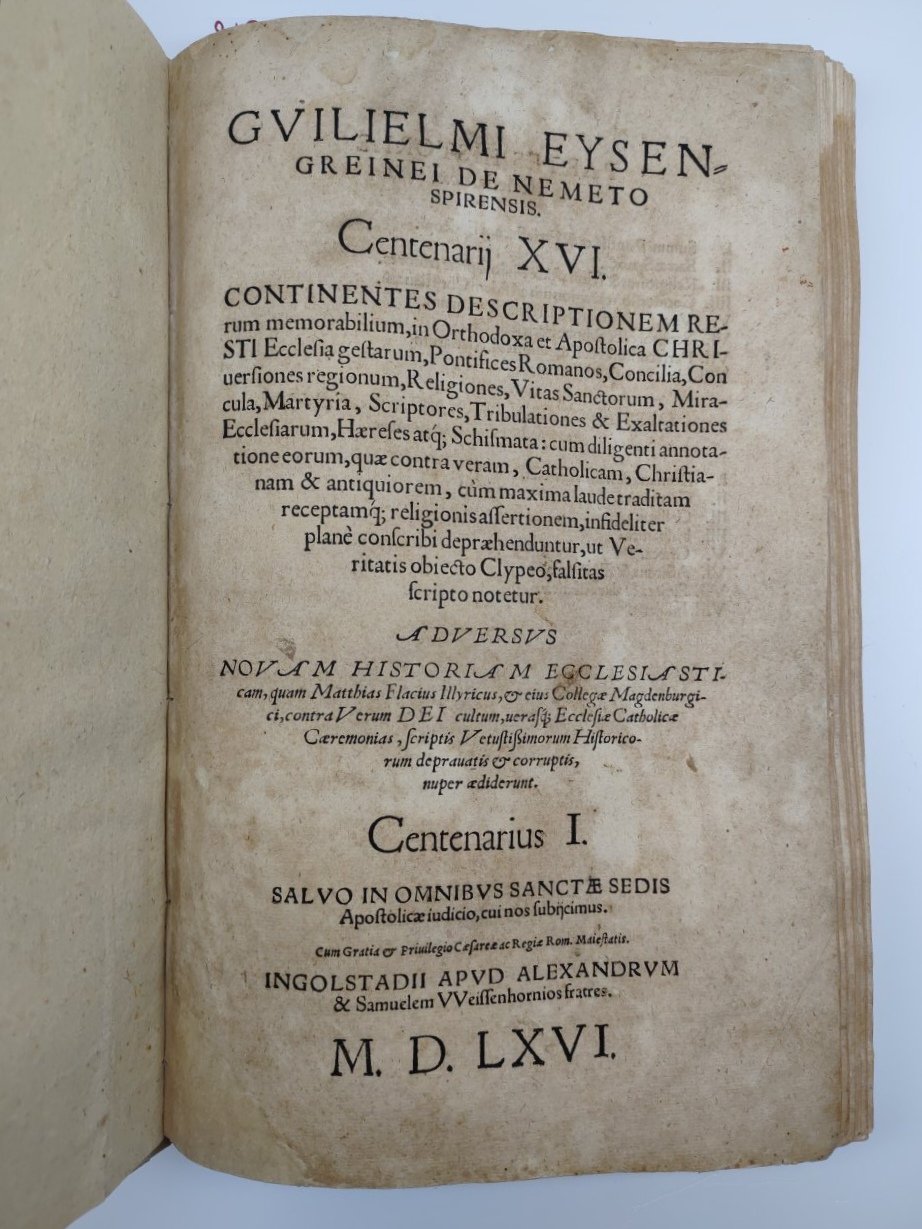 GVILIELMI EYSEN⸗
GREINEI DE NEMETO
SPIRENSIS.
Centenarij XVI.
CONTINENTES DESCRIPTIONEM RE-
rum memorabilium, in Orthodoxa et Apoſtolica CHRI-
STI Eccleſia geſtarum, Pontifices Romanos, Concilia, Con
uerſiones regionum, Religiones, Vitas Sanctorum, Mira-
cula, Martyria, Scriptores, Tribulationes & Exaltationes
Eccleſiarum, Hæreſes atq́; Schiſmata: cum diligenti annota-
tione eorum, quæ contra veram, Catholicam, Chriſtia-
nam & antiquiorem, cùm maxima laude traditam
receptamq́; religionis aſſertionem, infideliter
planè conſcribi depræhenduntur, ut Ve-
ritatis obiecto Clypeo, falſitas
ſcripto notetur.
ADVERSVS
NOVAM HISTORIAM ECCLESIASTI-
cam, quam Matthias Flacius Illyricus, & eius Collegæ Magdenburgi-
ci, contra Verum DEI cultum, uerasq́; Eccleſiæ Catholicæ
Cæremonias, ſcriptis Vetuſtißimorum Hiſtorico-
rum deprauatis & corruptis,
nuper ædiderunt.
Centenarius I.
SALVO IN OMNIBVS SANCTÆ SEDIS
Apoſtolicæ iudicio, cui nos ſubijcimus.
Cum Gratia & Priuilegio Cæſareæ ac Regiæ Rom. Maieſtatis.
INGOLSTADII APVD ALEXANDRVM
& Samuelem VVeiſſenhornios fratres.
M. D. LXVI.